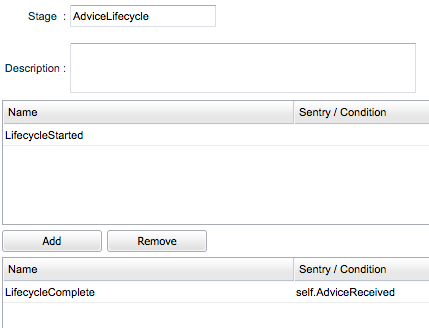 Stage : AdviceLifecycle
Description :
Name Sentry / Condition
LifecycleStarted
Add Remove
Name Sentry / Condition
LifecycleComplete self.AdviceReceived